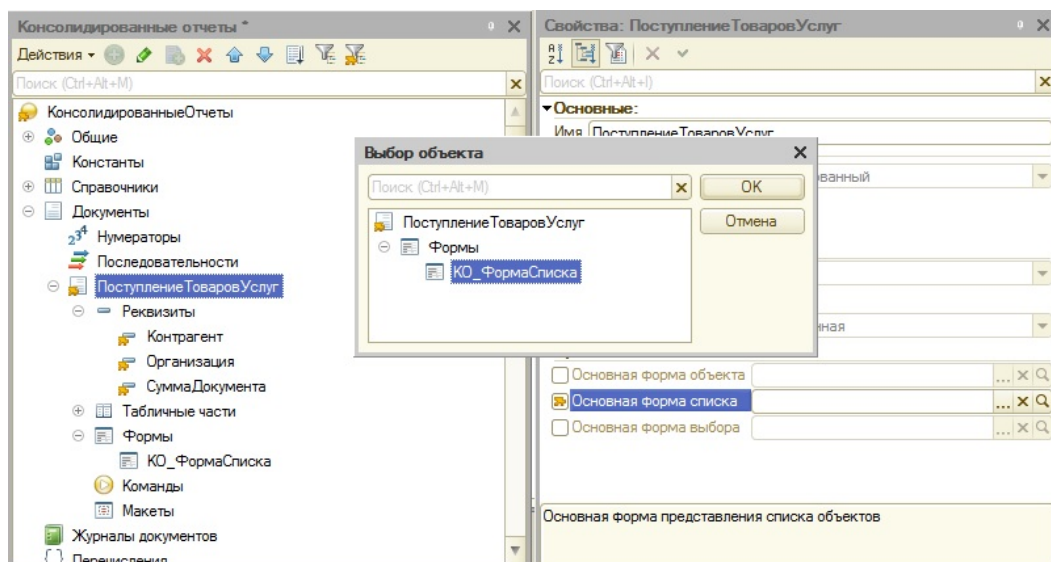 Консолидированные отчеты *
Действия
Поиск (Ctrl+Alt+M)
КонсолидированныеОтчеты
Общие
Константы
Справочники
Документы
Нумераторы
Последовательности
ПоступлениеТоваровУслуг
Реквизиты
Контрагент
Организация
СуммаДокумента
Табличные части
Формы
КО_ФормаСписка
Команды
Макеты
Журналы документов
Перечисления
Свойства: ПоступлениеТоваровУслуг
Поиск (Ctrl+Alt+I)
Основные:
Имя ПоступлениеТоваровУслуг
Выбор объекта
Поиск (Ctrl+Alt+M)
OK
ПоступлениеТоваровУслуг
Отмена
Формы
КО_ФормаСписка
Основная форма объекта
Основная форма списка
Основная форма выбора
Основная форма представления списка объектов